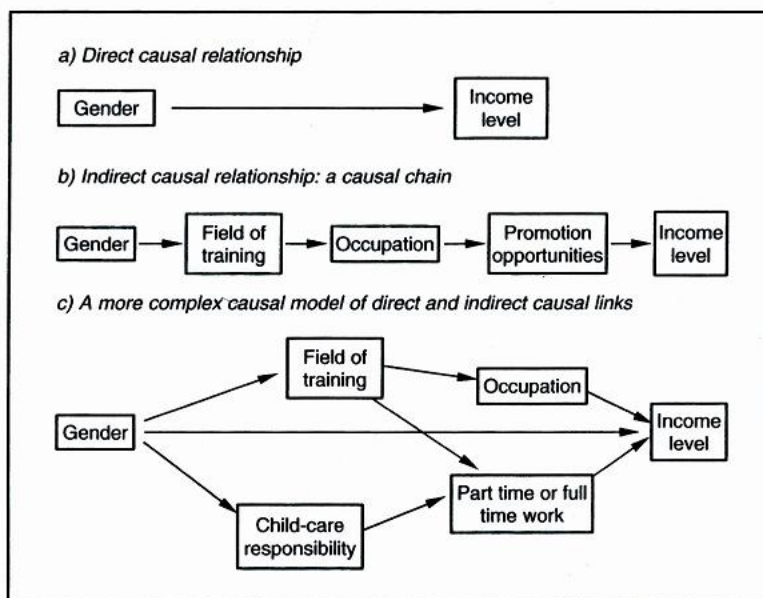 a) Direct causal relationship
Gender
Income
level
b) Indirect causal relationship: a causal chain
Gender
Field of
training
Occupation
Promotion
opportunities
Income
level
c) A more complex causal model of direct and indirect causal links
Field of
training
Occupation
Gender
Income
level
Part time or full
time work
Child-care
responsibility